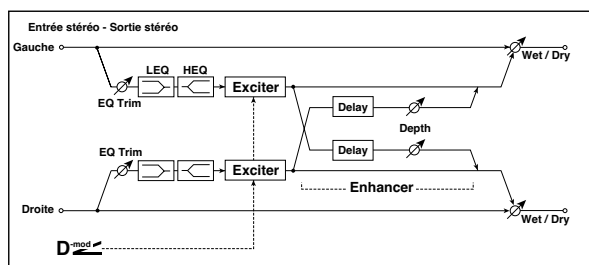 Entrée stéréo - Sortie stéréo
Gauche
Wet / Dry
LEQ HEQ
EQ Trim
Exciter
Delay
Depth
EQ Trim
Delay
Exciter
Enhancer
Droite
Wet / Dry
D-mod